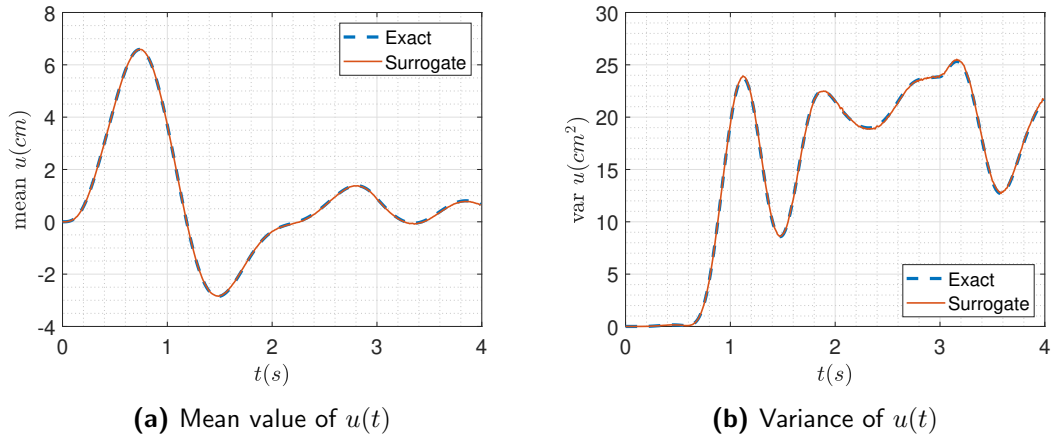 Exact
Surrogate
8
6
4
2
0
-2
-4
mean u(cm)
0 1 2 3 4
t(s)
(a) Mean value of u(t)
30
25
20
15
10
5
0
var u(cm²)
Exact
Surrogate
0 1 2 3 4
t(s)
(b) Variance of u(t)